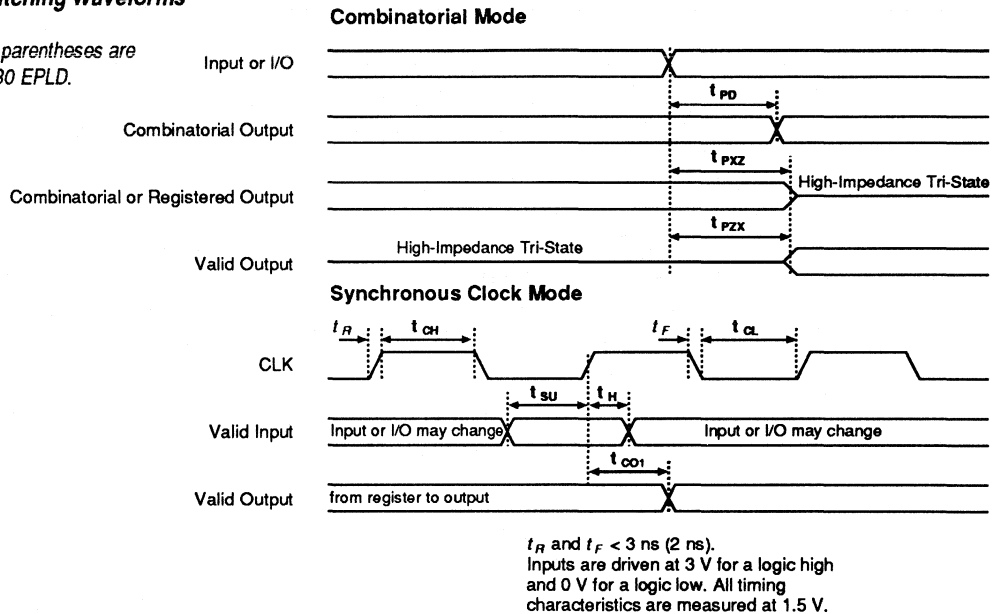 Waveforms
Combinatorial Mode
parentheses are
EPLD.
Input or I/O
t PD
Combinatorial Output
t PXZ
High-Impedance Tri-State
Combinatorial or Registered Output
t PZX
High-Impedance Tri-State
Valid Output
Synchronous Clock Mode
t R
t CH
t F
t CL
CLK
t SU
t H
Valid Input
Input or I/O may change
Input or I/O may change
t CO1
Valid Output
from register to output
t R and t F < 3 ns (2 ns).
Inputs are driven at 3 V for a logic high
and 0 V for a logic low. All timing
characteristics are measured at 1.5 V.